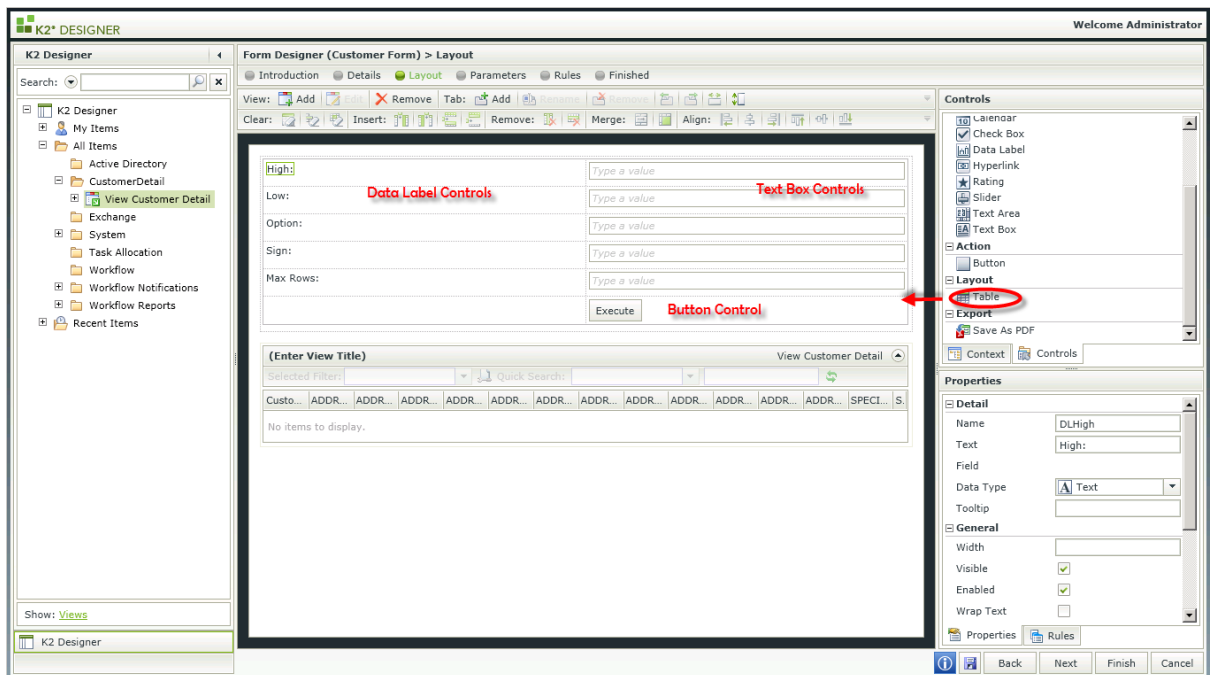 K2* DESIGNER
Welcome Administrator
K2 Designer
Search:
K2 Designer
My Items
All Items
Active Directory
CustomerDetail
View Customer Detail
Exchange
System
Task Allocation
Workflow
Workflow Notifications
Workflow Reports
Recent Items
Show: Views
K2 Designer
Form Designer (Customer Form) > Layout
Introduction Details Layout Parameters Rules Finished
View: Add Edit Remove Tab: Add Rename Remove
Clear: Insert: Remove: Merge: Align:
High: Type a value
Data Label Controls Text Box Controls
Low: Type a value
Option: Type a value
Sign: Type a value
Max Rows: Type a value
Execute Button Control
(Enter View Title) View Customer Detail
Selected Filter: Quick Search:
Custo... ADDR... ADDR... ADDR... ADDR... ADDR... ADDR... ADDR... ADDR... ADDR... ADDR... ADDR... ADDR... SPECI... S.
No items to display.
Controls
Calendar
Check Box
Data Label
Hyperlink
Rating
Slider
Text Area
Text Box
Action
Button
Layout
Table
Export
Save As PDF
Context Controls
Properties
Detail
Name DLHigh
Text High:
Field
Data Type A Text
Tooltip
General
Width
Visible
Enabled
Wrap Text
Properties Rules
Back Next Finish Cancel